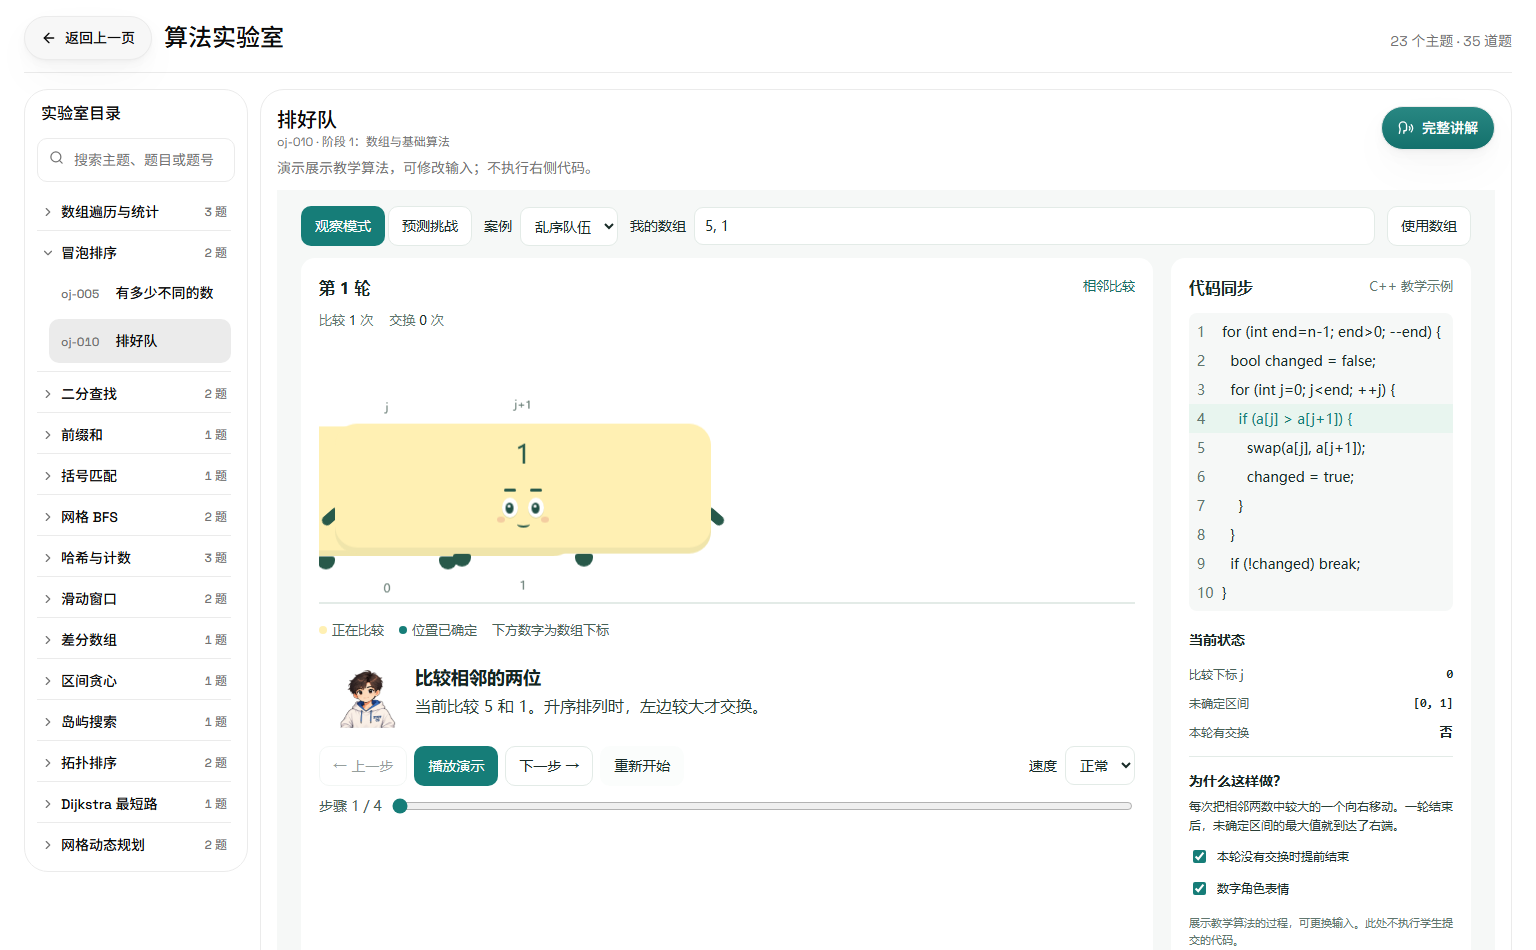 返回上一页
算法实验室
23 个主题 · 35 道题
实验室目录
搜索主题、题目或题号
数组遍历与统计 3 题
冒泡排序 2 题
oj-005 有多少不同的数
oj-010 排好队
二分查找 2 题
前缀和 1 题
括号匹配 1 题
网格 BFS 2 题
哈希与计数 3 题
滑动窗口 2 题
差分数组 1 题
区间贪心 1 题
岛屿搜索 1 题
拓扑排序 2 题
Dijkstra 最短路 1 题
网格动态规划 2 题
排好队
oj-010 · 阶段 1：数组与基础算法
演示展示教学算法，可修改输入；不执行右侧代码。
完整讲解
观察模式 预测挑战 案例 乱序队伍 我的数组 5, 1 使用数组
第 1 轮 相邻比较
比较 1 次 交换 0 次
j j+1
1
0 1
正在比较 位置已确定 下方数字为数组下标
比较相邻的两位
当前比较 5 和 1。升序排列时，左边较大才交换。
← 上一步 播放演示 下一步 → 重新开始 速度 正常
步骤 1 / 4
代码同步 C++ 教学示例
1 for (int end=n-1; end>0; --end) {
2 bool changed = false;
3 for (int j=0; j<end; ++j) {
4 if (a[j] > a[j+1]) {
5 swap(a[j], a[j+1]);
6 changed = true;
7 }
8 }
9 if (!changed) break;
10 }
当前状态
比较下标 j 0
未确定区间 [0, 1]
本轮有交换 否
为什么这样做？
每次把相邻两数中较大的一个向右移动。一轮结束
后，未确定区间的最大值就到达了右端。
本轮没有交换时提前结束
数字角色表情
展示教学算法的过程，可更换输入。此处不执行学生提
交的代码。